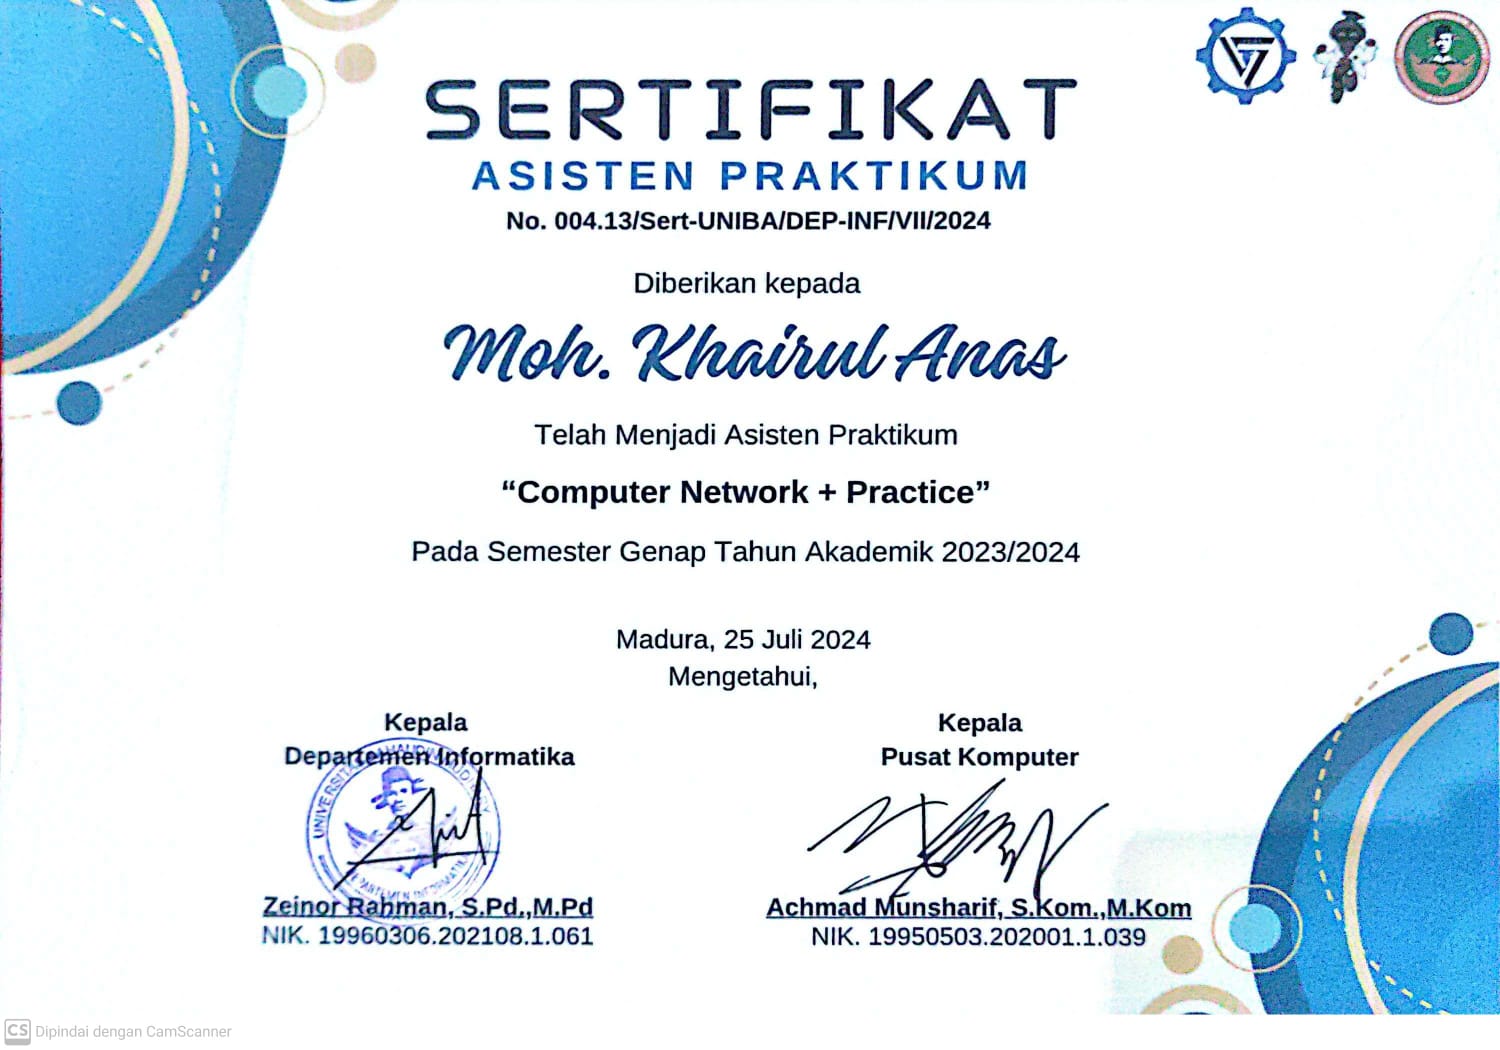 SERTIFIKAT
ASISTEN PRAKTIKUM
No. 004.13/Sert-UNIBA/DEP-INF/VII/2024
Diberikan kepada
Moh. Khairul Anas
Telah Menjadi Asisten Praktikum
“Computer Network + Practice”
Pada Semester Genap Tahun Akademik 2023/2024
Madura, 25 Juli 2024
Mengetahui,
Kepala
Departemen Informatika
Zeinor Rahman, S.Pd.,M.Pd
NIK. 19960306.202108.1.061
Kepala
Pusat Komputer
Achmad Munsharif, S.Kom.,M.Kom
NIK. 19950503.202001.1.039
CS Dipindai dengan CamScanner